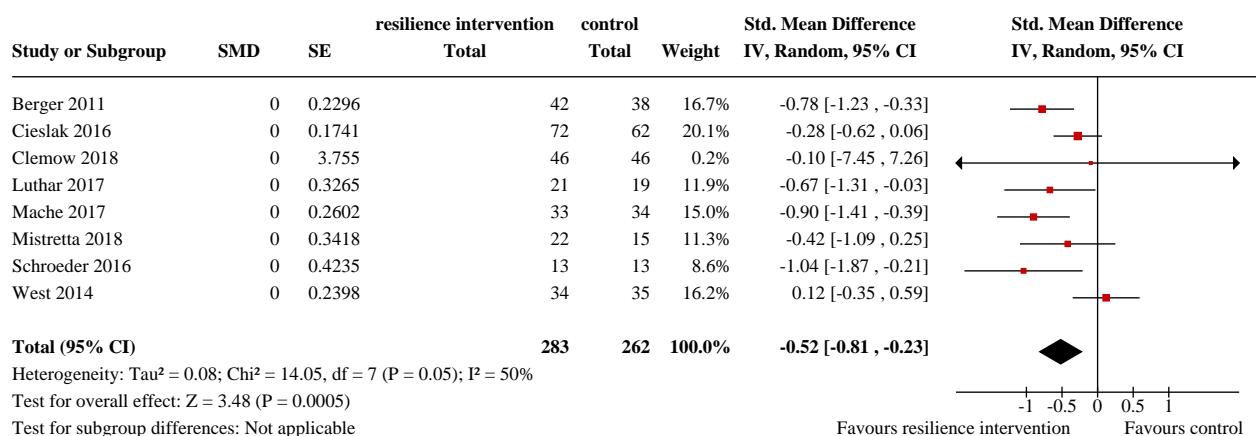 resilience intervention control Std. Mean Difference Std. Mean Difference
Study or Subgroup SMD SE Total Total Weight IV, Random, 95% CI IV, Random, 95% CI
Berger 2011 0 0.2296 42 38 16.7% -0.78 [-1.23 , -0.33]
Cieslak 2016 0 0.1741 72 62 20.1% -0.28 [-0.62 , 0.06]
Clemow 2018 0 3.755 46 46 0.2% -0.10 [-7.45 , 7.26]
Luthar 2017 0 0.3265 21 19 11.9% -0.67 [-1.31 , -0.03]
Mache 2017 0 0.2602 33 34 15.0% -0.90 [-1.41 , -0.39]
Mistretta 2018 0 0.3418 22 15 11.3% -0.42 [-1.09 , 0.25]
Schroeder 2016 0 0.4235 13 13 8.6% -1.04 [-1.87 , -0.21]
West 2014 0 0.2398 34 35 16.2% 0.12 [-0.35 , 0.59]
Total (95% CI) 283 262 100.0% -0.52 [-0.81 , -0.23]
Heterogeneity: Tau² = 0.08; Chi² = 14.05, df = 7 (P = 0.05); I² = 50%
Test for overall effect: Z = 3.48 (P = 0.0005) -1 -0.5 0 0.5 1
Test for subgroup differences: Not applicable Favours resilience intervention Favours control